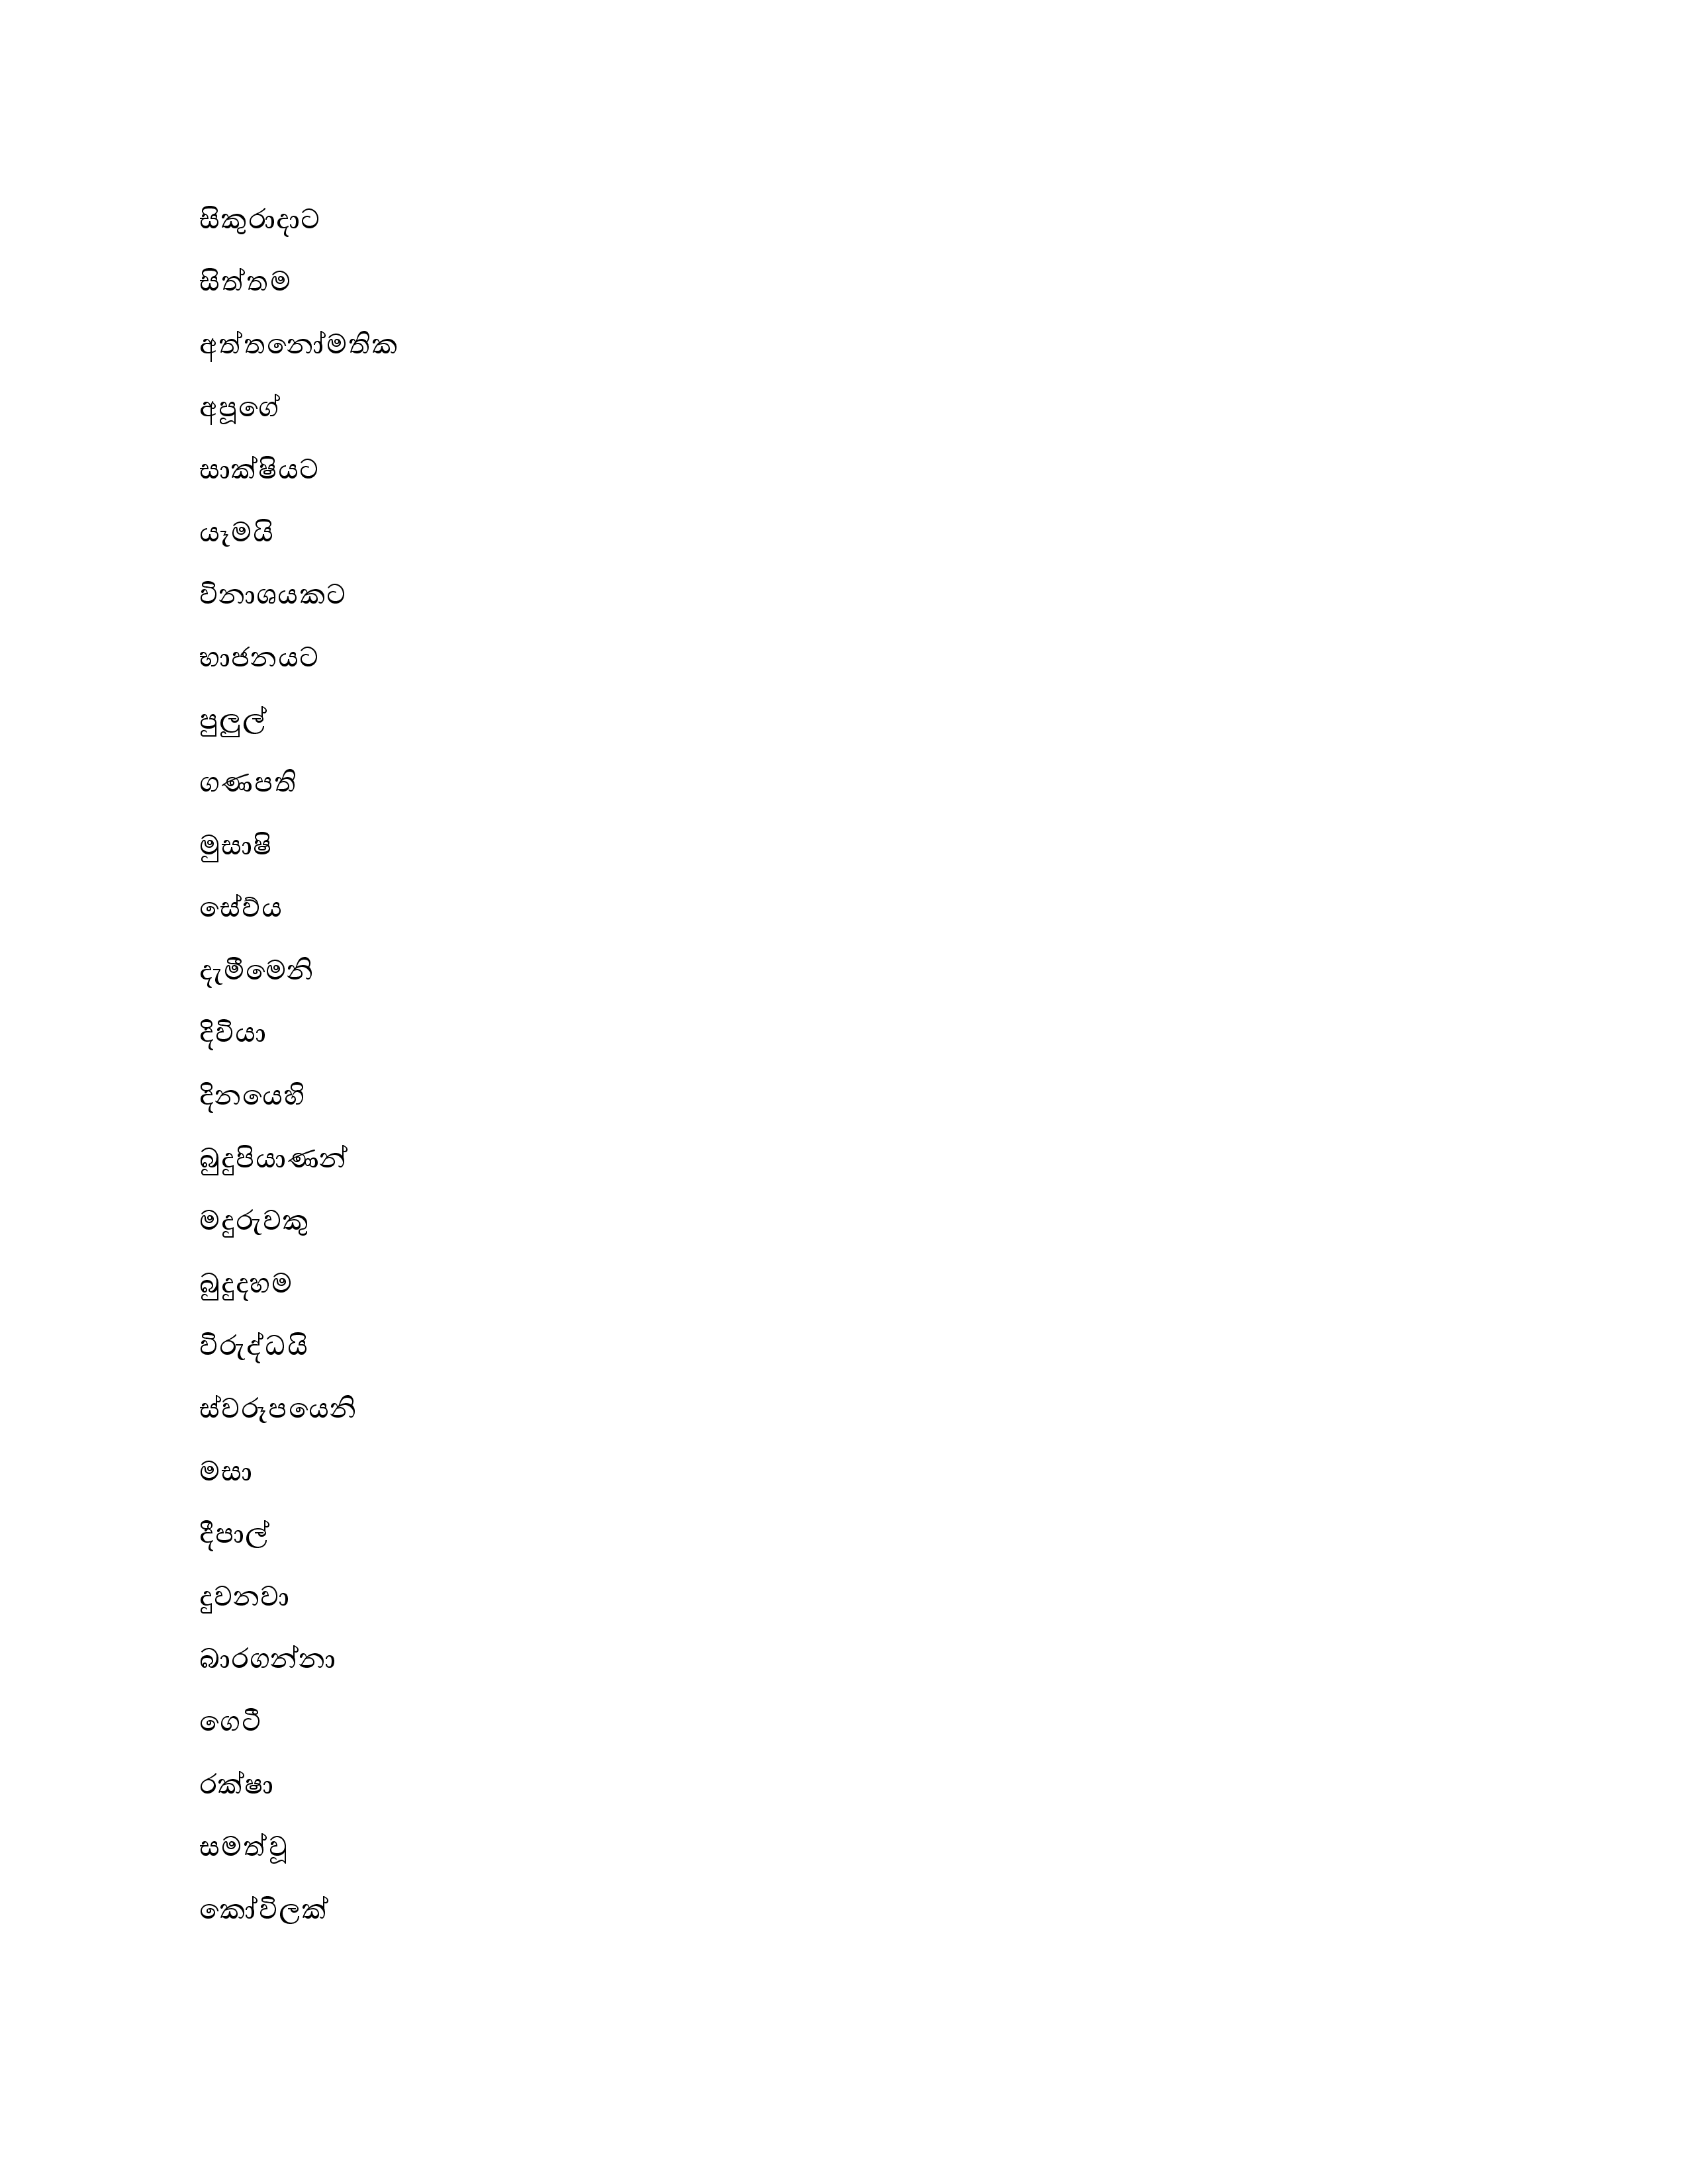 සිකුරාදාට
සිත්තම
අත්තනෝමතික
අපූගේ
සාක්ෂියට
යෑමයි
විනාශයකට
භාජනයට
පුලුල්
ගණපති
මුසාෂි
සේව්ය
දැමීමෙනි
දිවියා
දිනයෙහි
බුදුපියාණන්
මදුරුවකු
බුදුදහම
විරුද්ධයි
ස්වරූපයෙනි
මසා
දීපාල්
දුවනවා
බාරගන්නා
ගෙටී
රක්ෂා
සමත්වූ
කෝවිලක්